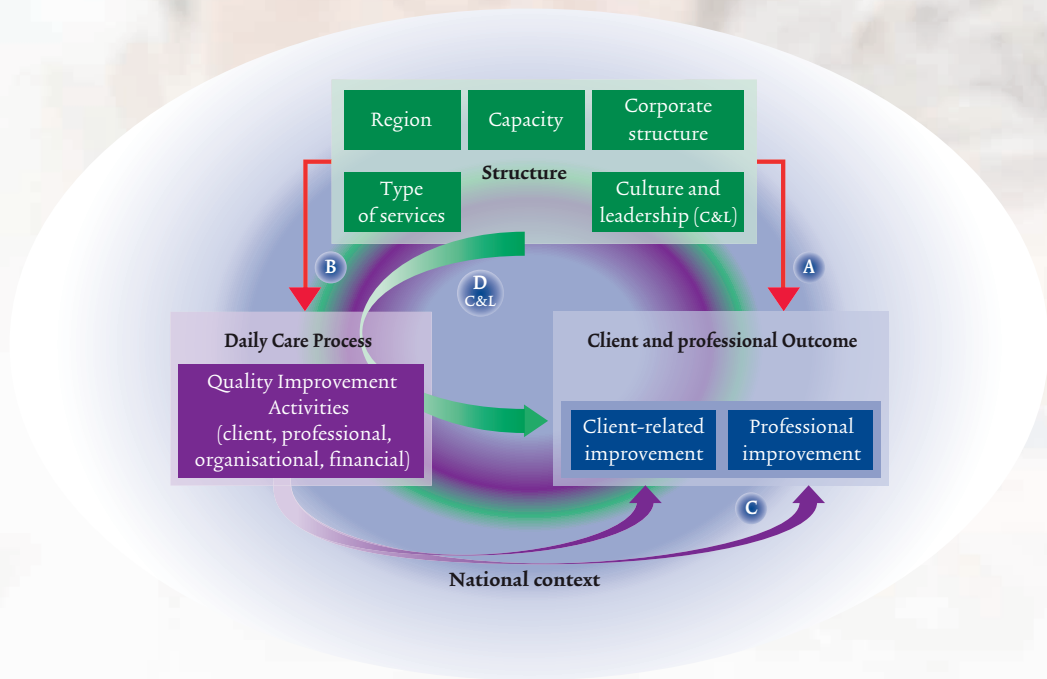 Region
Capacity
Corporate
structure
Structure
Type
of services
Culture and
leadership (C&L)
B
D
C&L
A
Daily Care Process
Quality Improvement
Activities
(client, professional,
organisational, financial)
Client and professional Outcome
Client-related
improvement
Professional
improvement
C
National context